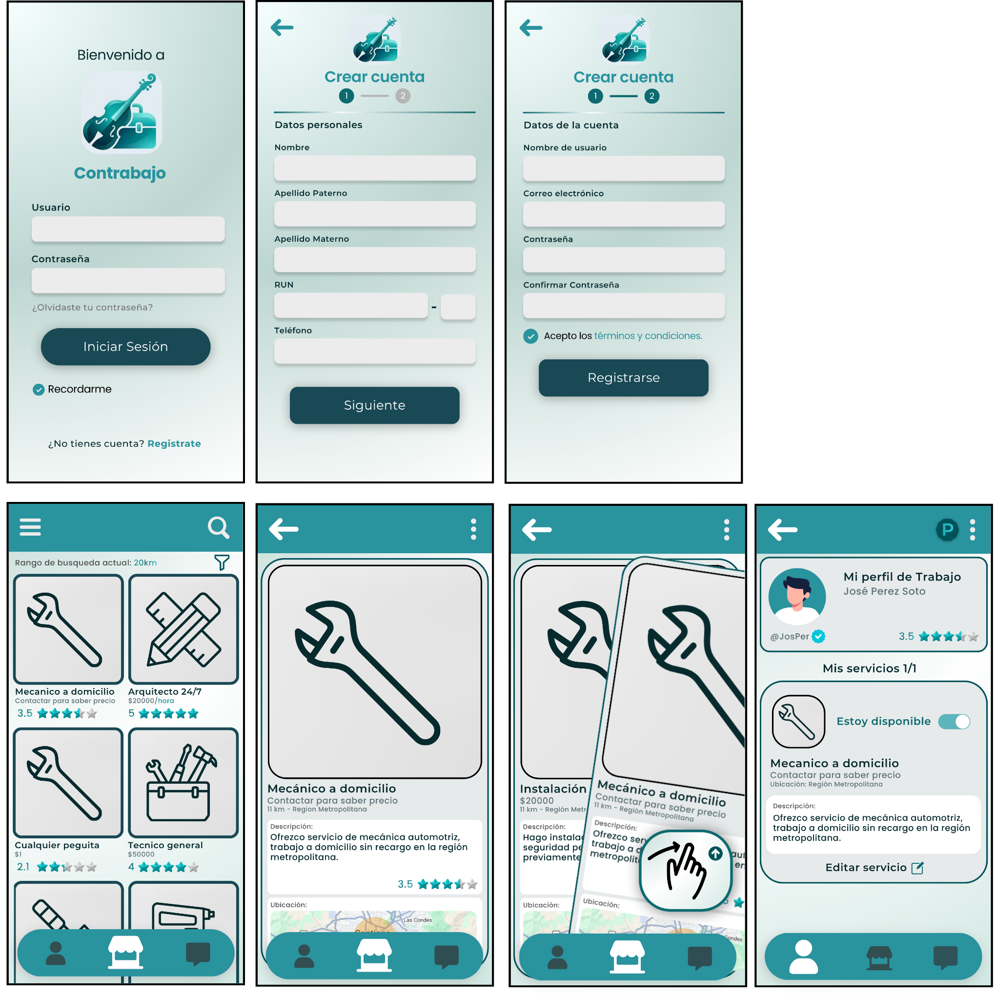 Bienvenido a
Contrabajo
Usuario
Contraseña
¿Olvidaste tu contraseña?
Iniciar Sesión
Recordarme
¿No tienes cuenta? Registrate
Crear cuenta
1 2
Datos personales
Nombre
Apellido Paterno
Apellido Materno
RUN
-
Teléfono
Siguiente
Crear cuenta
1 2
Datos de la cuenta
Nombre de usuario
Correo electrónico
Contraseña
Confirmar Contraseña
Acepto los términos y condiciones.
Registrarse
Rango de busqueda actual: 20km
Mecanico a domicilio
Contactar para saber precio
3.5
Arquitecto 24/7
$20000/hora
5
Cualquier peguita
$1
2.1
Tecnico general
$50000
4
Mecánico a domicilio
Contactar para saber precio
11 km - Region Metropolitana
Descripción:
Ofrezco servicio de mecánica automotriz,
trabajo a domicilio sin recargo en la región
metropolitana.
3.5
Ubicación:
Las Condes
Instalación
$20000
11 km - Región Metr
Descripción:
Hago instalac
seguridad pe
previamente
Ubicación:
Mecánico a domicilio
Contactar para saber precio
11 km - Región Metropolitana
Descripción:
Ofrezco ser
trabajo a d
metropolit
aut
en
5
Ubicación:
Condes
P
Mi perfil de Trabajo
José Perez Soto
@JosPer
3.5
Mis servicios 1/1
Estoy disponible
Mecanico a domicilio
Contactar para saber precio
Ubicación: Región Metropolitana
Descripción:
Ofrezco servicio de mecánica automotriz,
trabajo a domicilio sin recargo en la región
metropolitana.
Editar servicio